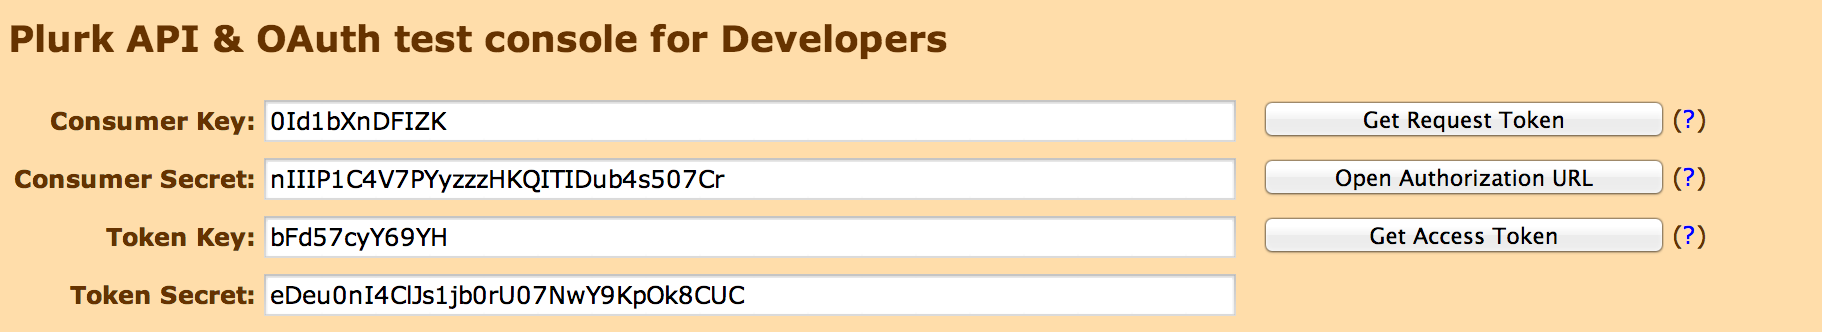 Plurk API & OAuth test console for Developers
Consumer Key: 0Id1bXnDFIZK Get Request Token (?)
Consumer Secret: nIIIP1C4V7PYyzzzHKQITIDub4s507Cr Open Authorization URL (?)
Token Key: bFd57cyY69YH Get Access Token (?)
Token Secret: eDeu0nI4ClJs1jb0rU07NwY9KpOk8CUC